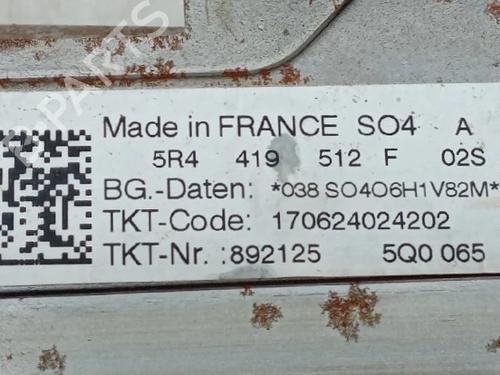 PARTS
Made in FRANCE SO4 A
5R4 419 512 F 02S
BG.-Daten: *038 SO4O6H1V82M*
TKT-Code: 170624024202
TKT-Nr.:892125 5Q0 065